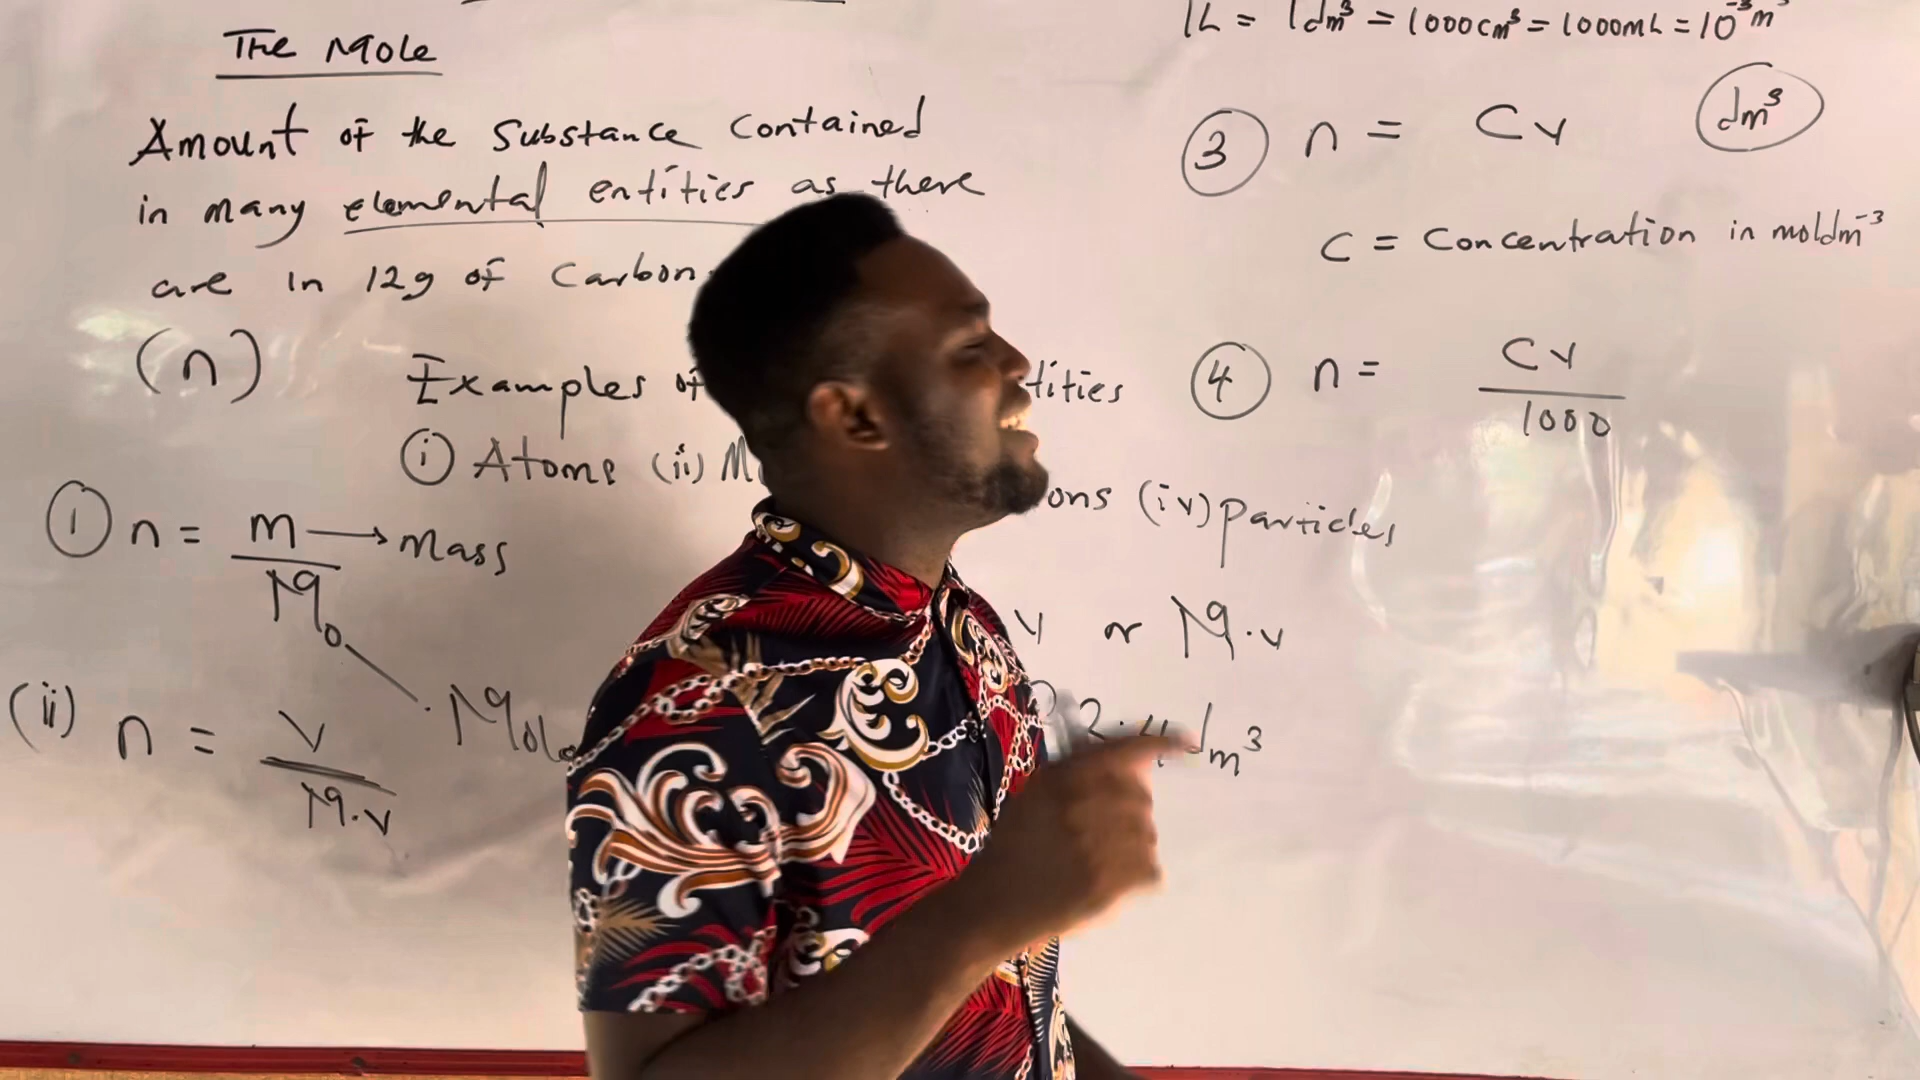 The Mole
Amount of the Substance contained
in many elemental entities as there
are in 12g of Carbon
(n)
Examples of
(i) Atoms (ii)
(iv) particles
① n = m/M₀ → mass
(ii) n = V/M.V
V or M.V
dm³
1L = 1dm³ = 1000cm³ = 1000mL = 10⁻³m³
③ n = CV dm³
C = Concentration in moldm⁻³
④ n = CV/1000